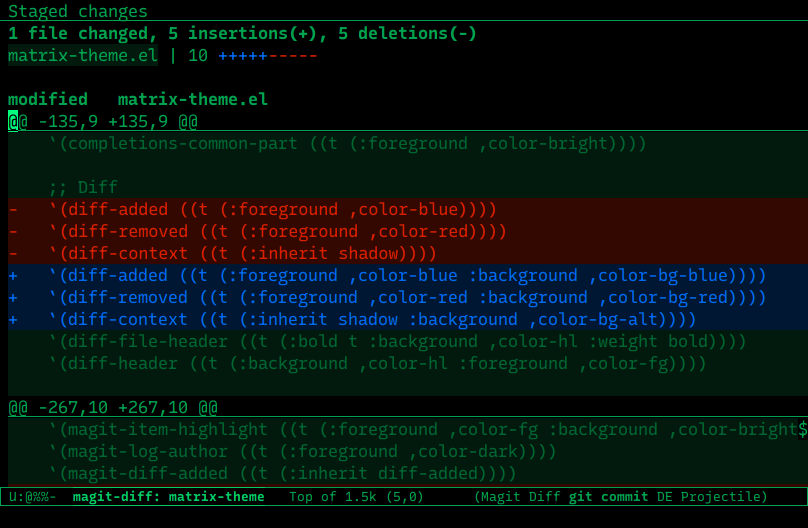 Staged changes
1 file changed, 5 insertions(+), 5 deletions(-)
matrix-theme.el | 10 +++++-----
modified   matrix-theme.el
@@ -135,9 +135,9 @@
    `(completions-common-part ((t (:foreground ,color-bright))))
    ;; Diff
-   `(diff-added ((t (:foreground ,color-blue))))
-   `(diff-removed ((t (:foreground ,color-red))))
-   `(diff-context ((t (:inherit shadow))))
+   `(diff-added ((t (:foreground ,color-blue :background ,color-bg-blue))))
+   `(diff-removed ((t (:foreground ,color-red :background ,color-bg-red))))
+   `(diff-context ((t (:inherit shadow :background ,color-bg-alt))))
    `(diff-file-header ((t (:bold t :background ,color-hl :weight bold))))
    `(diff-header ((t (:background ,color-hl :foreground ,color-fg))))
@@ -267,10 +267,10 @@
    `(magit-item-highlight ((t (:foreground ,color-fg :background ,color-bright$
    `(magit-log-author ((t (:foreground ,color-dark))))
    `(magit-diff-added ((t (:inherit diff-added))))
U:@%%-  magit-diff: matrix-theme   Top of 1.5k (5,0)      (Magit Diff git commit DE Projectile)